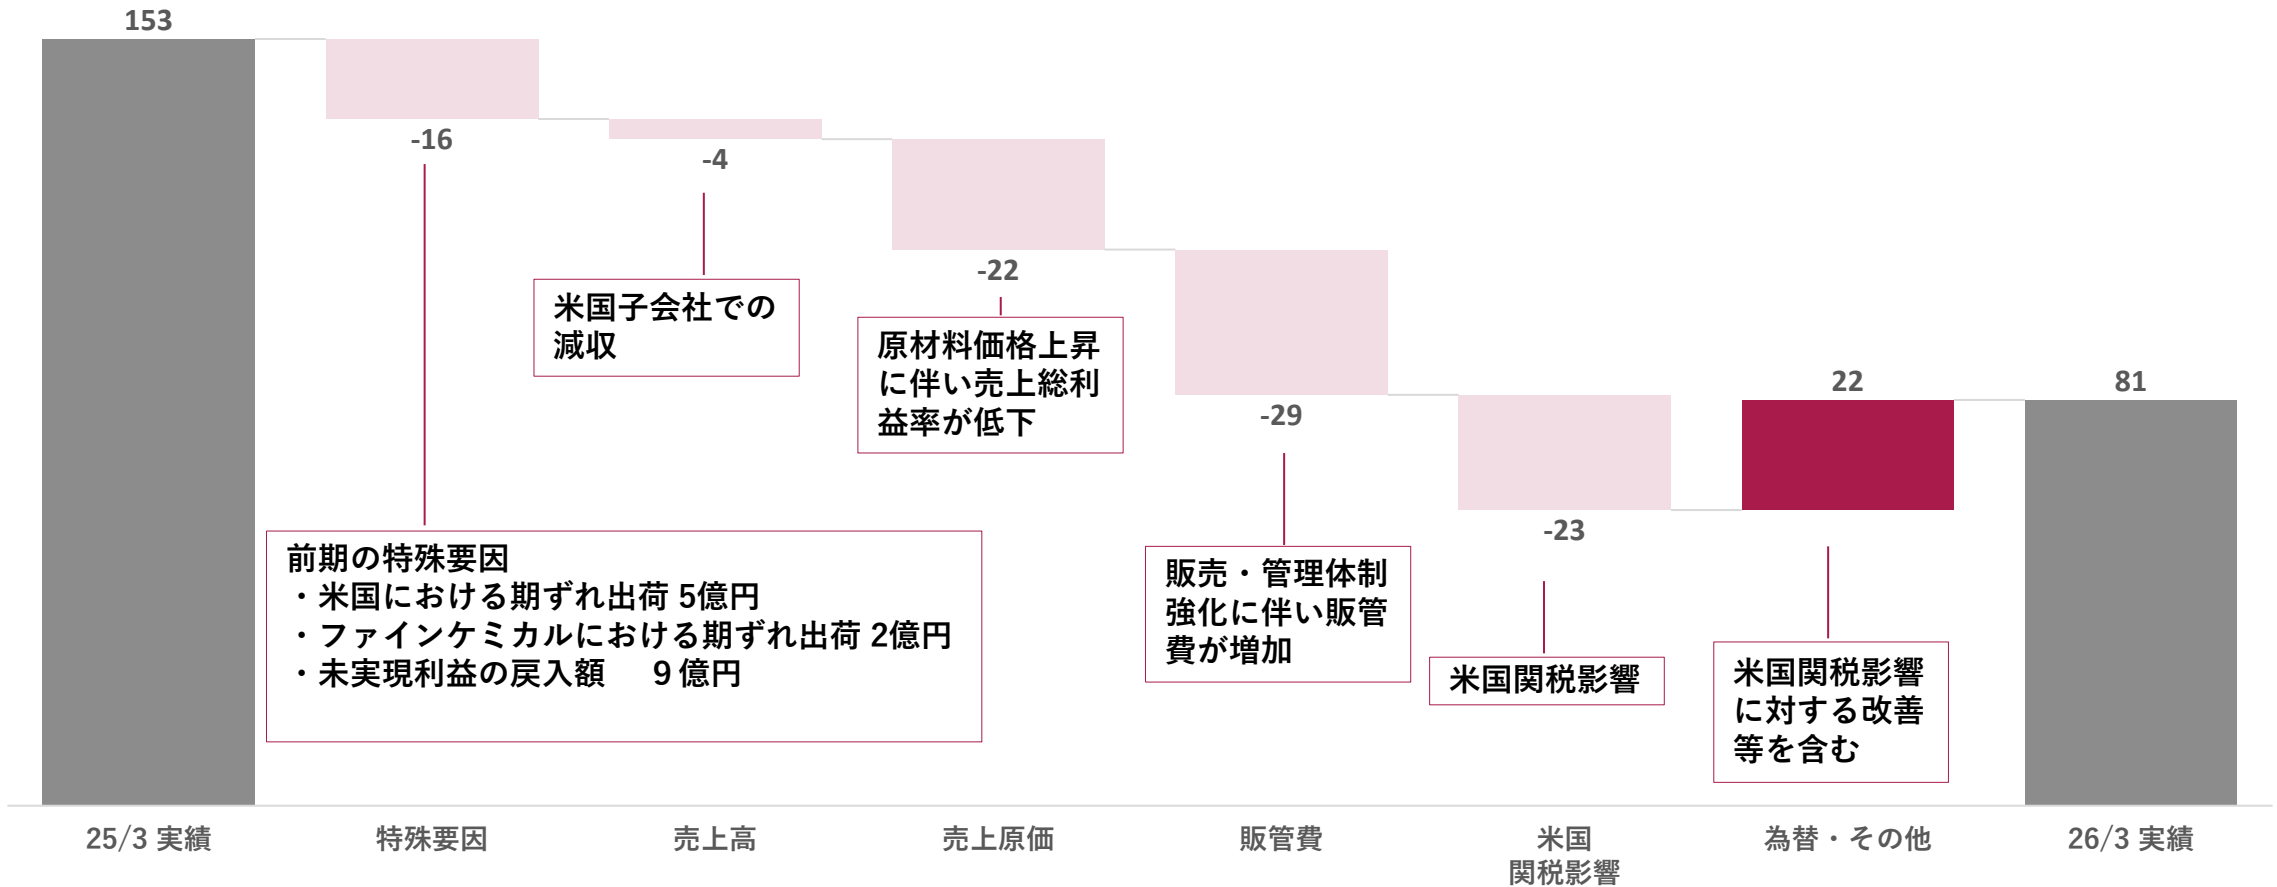 153
-16
-4
-22
-29
-23
22
81
米国子会社での
減収
原材料価格上昇
に伴い売上総利
益率が低下
前期の特殊要因
・米国における期ずれ出荷 5億円
・ファインケミカルにおける期ずれ出荷 2億円
・未実現利益の戻入額　９億円
販売・管理体制
強化に伴い販管
費が増加
米国関税影響
米国関税影響
に対する改善
等を含む
25/3 実績
特殊要因
売上高
売上原価
販管費
米国
関税影響
為替・その他
26/3 実績